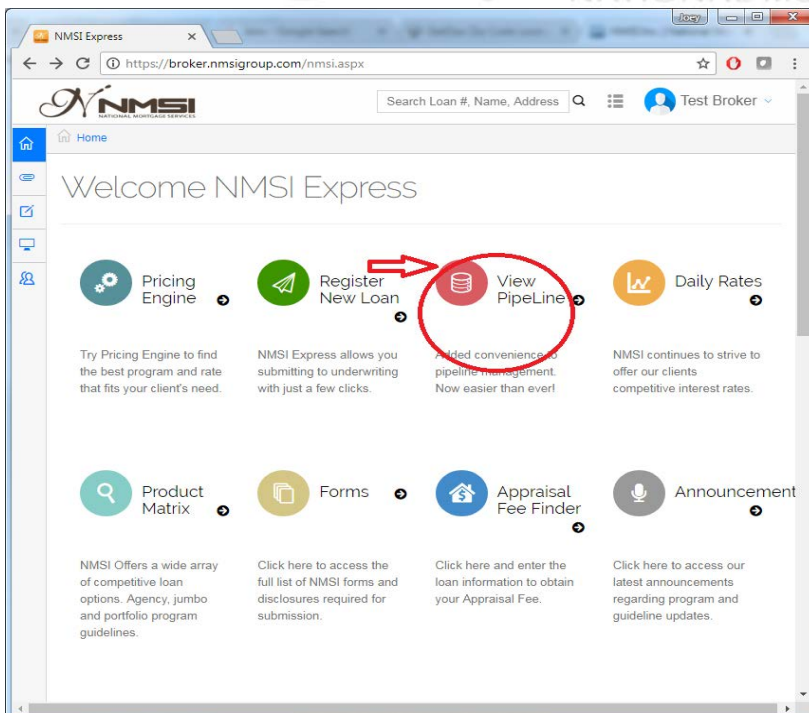 Joey
NMSI Express
https://broker.nmsigroup.com/nmsi.aspx
NMSI
NATIONAL MORTGAGE SERVICES
Search Loan #, Name, Address
Test Broker
Home
Welcome NMSI Express
Pricing
Engine
Register
New Loan
View
PipeLine
Daily Rates
Try Pricing Engine to find
the best program and rate
that fits your client's need.
NMSI Express allows you
submitting to underwriting
with just a few clicks.
Added convenience to
pipeline management.
Now easier than ever!
NMSI continues to strive to
offer our clients
competitive interest rates.
Product
Matrix
Forms
Appraisal
Fee Finder
Announcement
NMSI Offers a wide array
of competitive loan
options. Agency, jumbo
and portfolio program
guidelines.
Click here to access the
full list of NMSI forms and
disclosures required for
submission.
Click here and enter the
loan information to obtain
your Appraisal Fee.
Click here to access our
latest announcements
regarding program and
guideline updates.